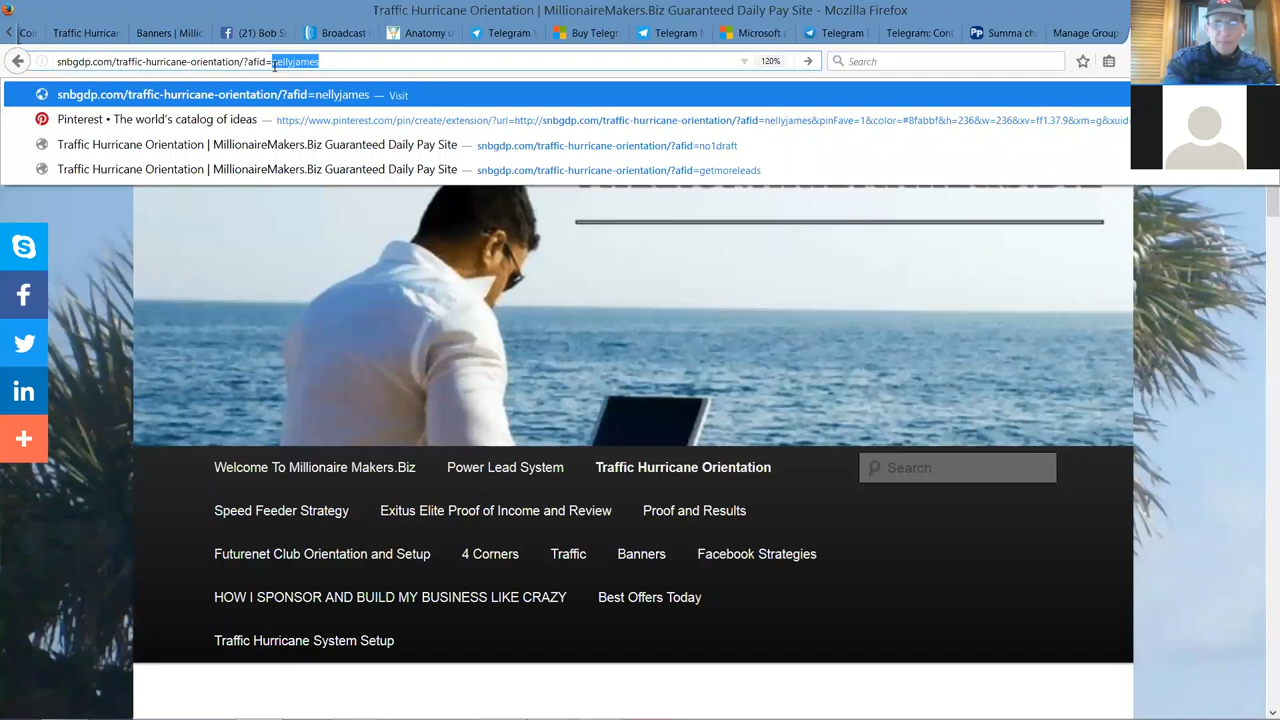 Traffic Hurricane Orientation | MillionaireMakers.Biz Guaranteed Daily Pay Site - Mozilla Firefox
Co Traffic Hurrican Banners | Millic (21) Bob S Broadcast Anatomy o Telegram Buy Telegr Telegram | Microsoft Telegram Telegram: Cont Summa ch Manage Group
snbgdp.com/traffic-hurricane-orientation/?afid=nellyjames 120% Search
snbgdp.com/traffic-hurricane-orientation/?afid=nellyjames — Visit
Pinterest • The world's catalog of ideas — https://www.pinterest.com/pin/create/extension/?url=http://snbgdp.com/traffic-hurricane-orientation/?afid=nellyjames&pinFave=1&color=#8fabbf&h=236&w=236&xv=ff1.37.9&xm=g&xuid
Traffic Hurricane Orientation | MillionaireMakers.Biz Guaranteed Daily Pay Site — snbgdp.com/traffic-hurricane-orientation/?afid=no1draft
Traffic Hurricane Orientation | MillionaireMakers.Biz Guaranteed Daily Pay Site — snbgdp.com/traffic-hurricane-orientation/?afid=getmoreleads
Welcome To Millionaire Makers.Biz Power Lead System Traffic Hurricane Orientation Search
Speed Feeder Strategy Exitus Elite Proof of Income and Review Proof and Results
Futurenet Club Orientation and Setup 4 Corners Traffic Banners Facebook Strategies
HOW I SPONSOR AND BUILD MY BUSINESS LIKE CRAZY Best Offers Today
Traffic Hurricane System Setup